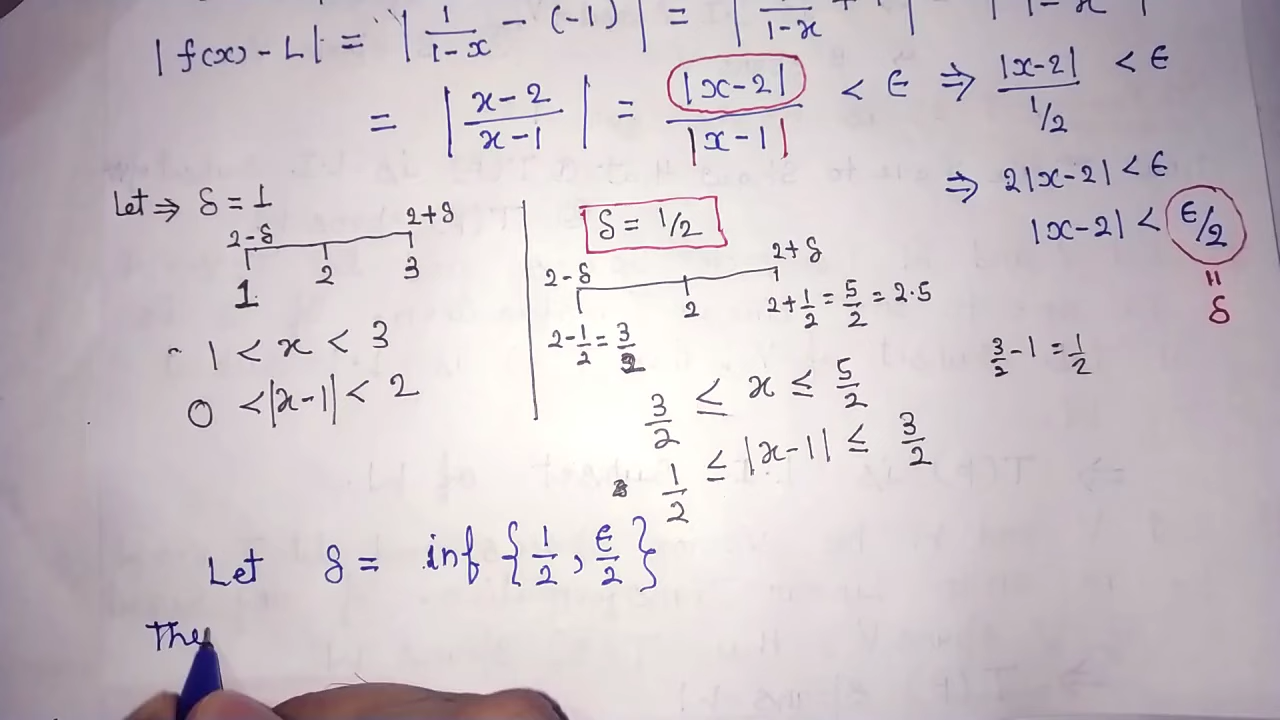 |f(x) - L| = |1/(1-x) - (-1)| = 
= |(x-2)/(x-1)| = |x-2|/|x-1| < ϵ ⇒ |x-2|/(1/2) < ϵ
⇒ 2|x-2| < ϵ
|x-2| < ϵ/2
=
δ
Let ⇒ δ = 1
2-δ 2+δ
1 2 3
1 < x < 3
0 < |x-1| < 2
δ = 1/2
2-δ 2+δ
2-1/2 = 3/2 2 2+1/2 = 5/2 = 2.5
3/2 - 1 = 1/2
3/2 ≤ x ≤ 5/2
1/2 ≤ |x-1| ≤ 3/2
Let δ = inf {1/2, ϵ/2}
The